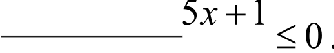 5x + 1 ≤ 0 .